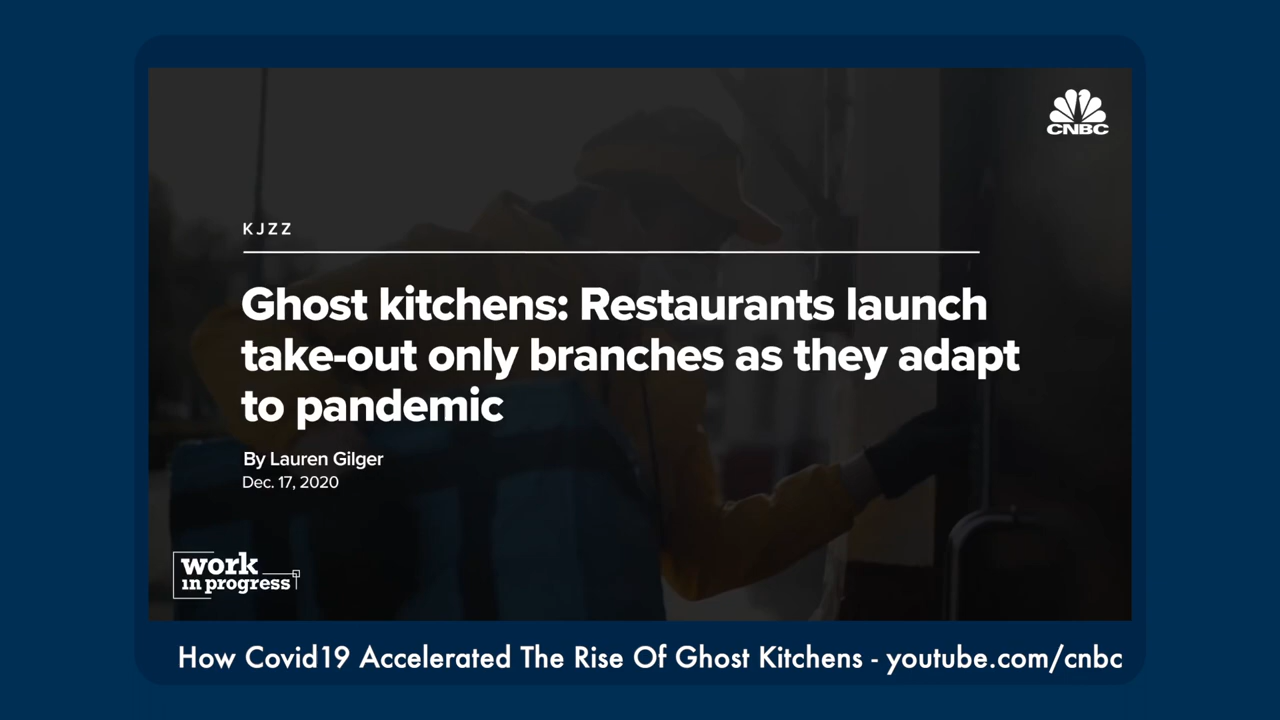 CNBC
KJZZ
Ghost kitchens: Restaurants launch
take-out only branches as they adapt
to pandemic
By Lauren Gilger
Dec. 17, 2020
work
in progress
How Covid19 Accelerated The Rise Of Ghost Kitchens - youtube.com/cnbc